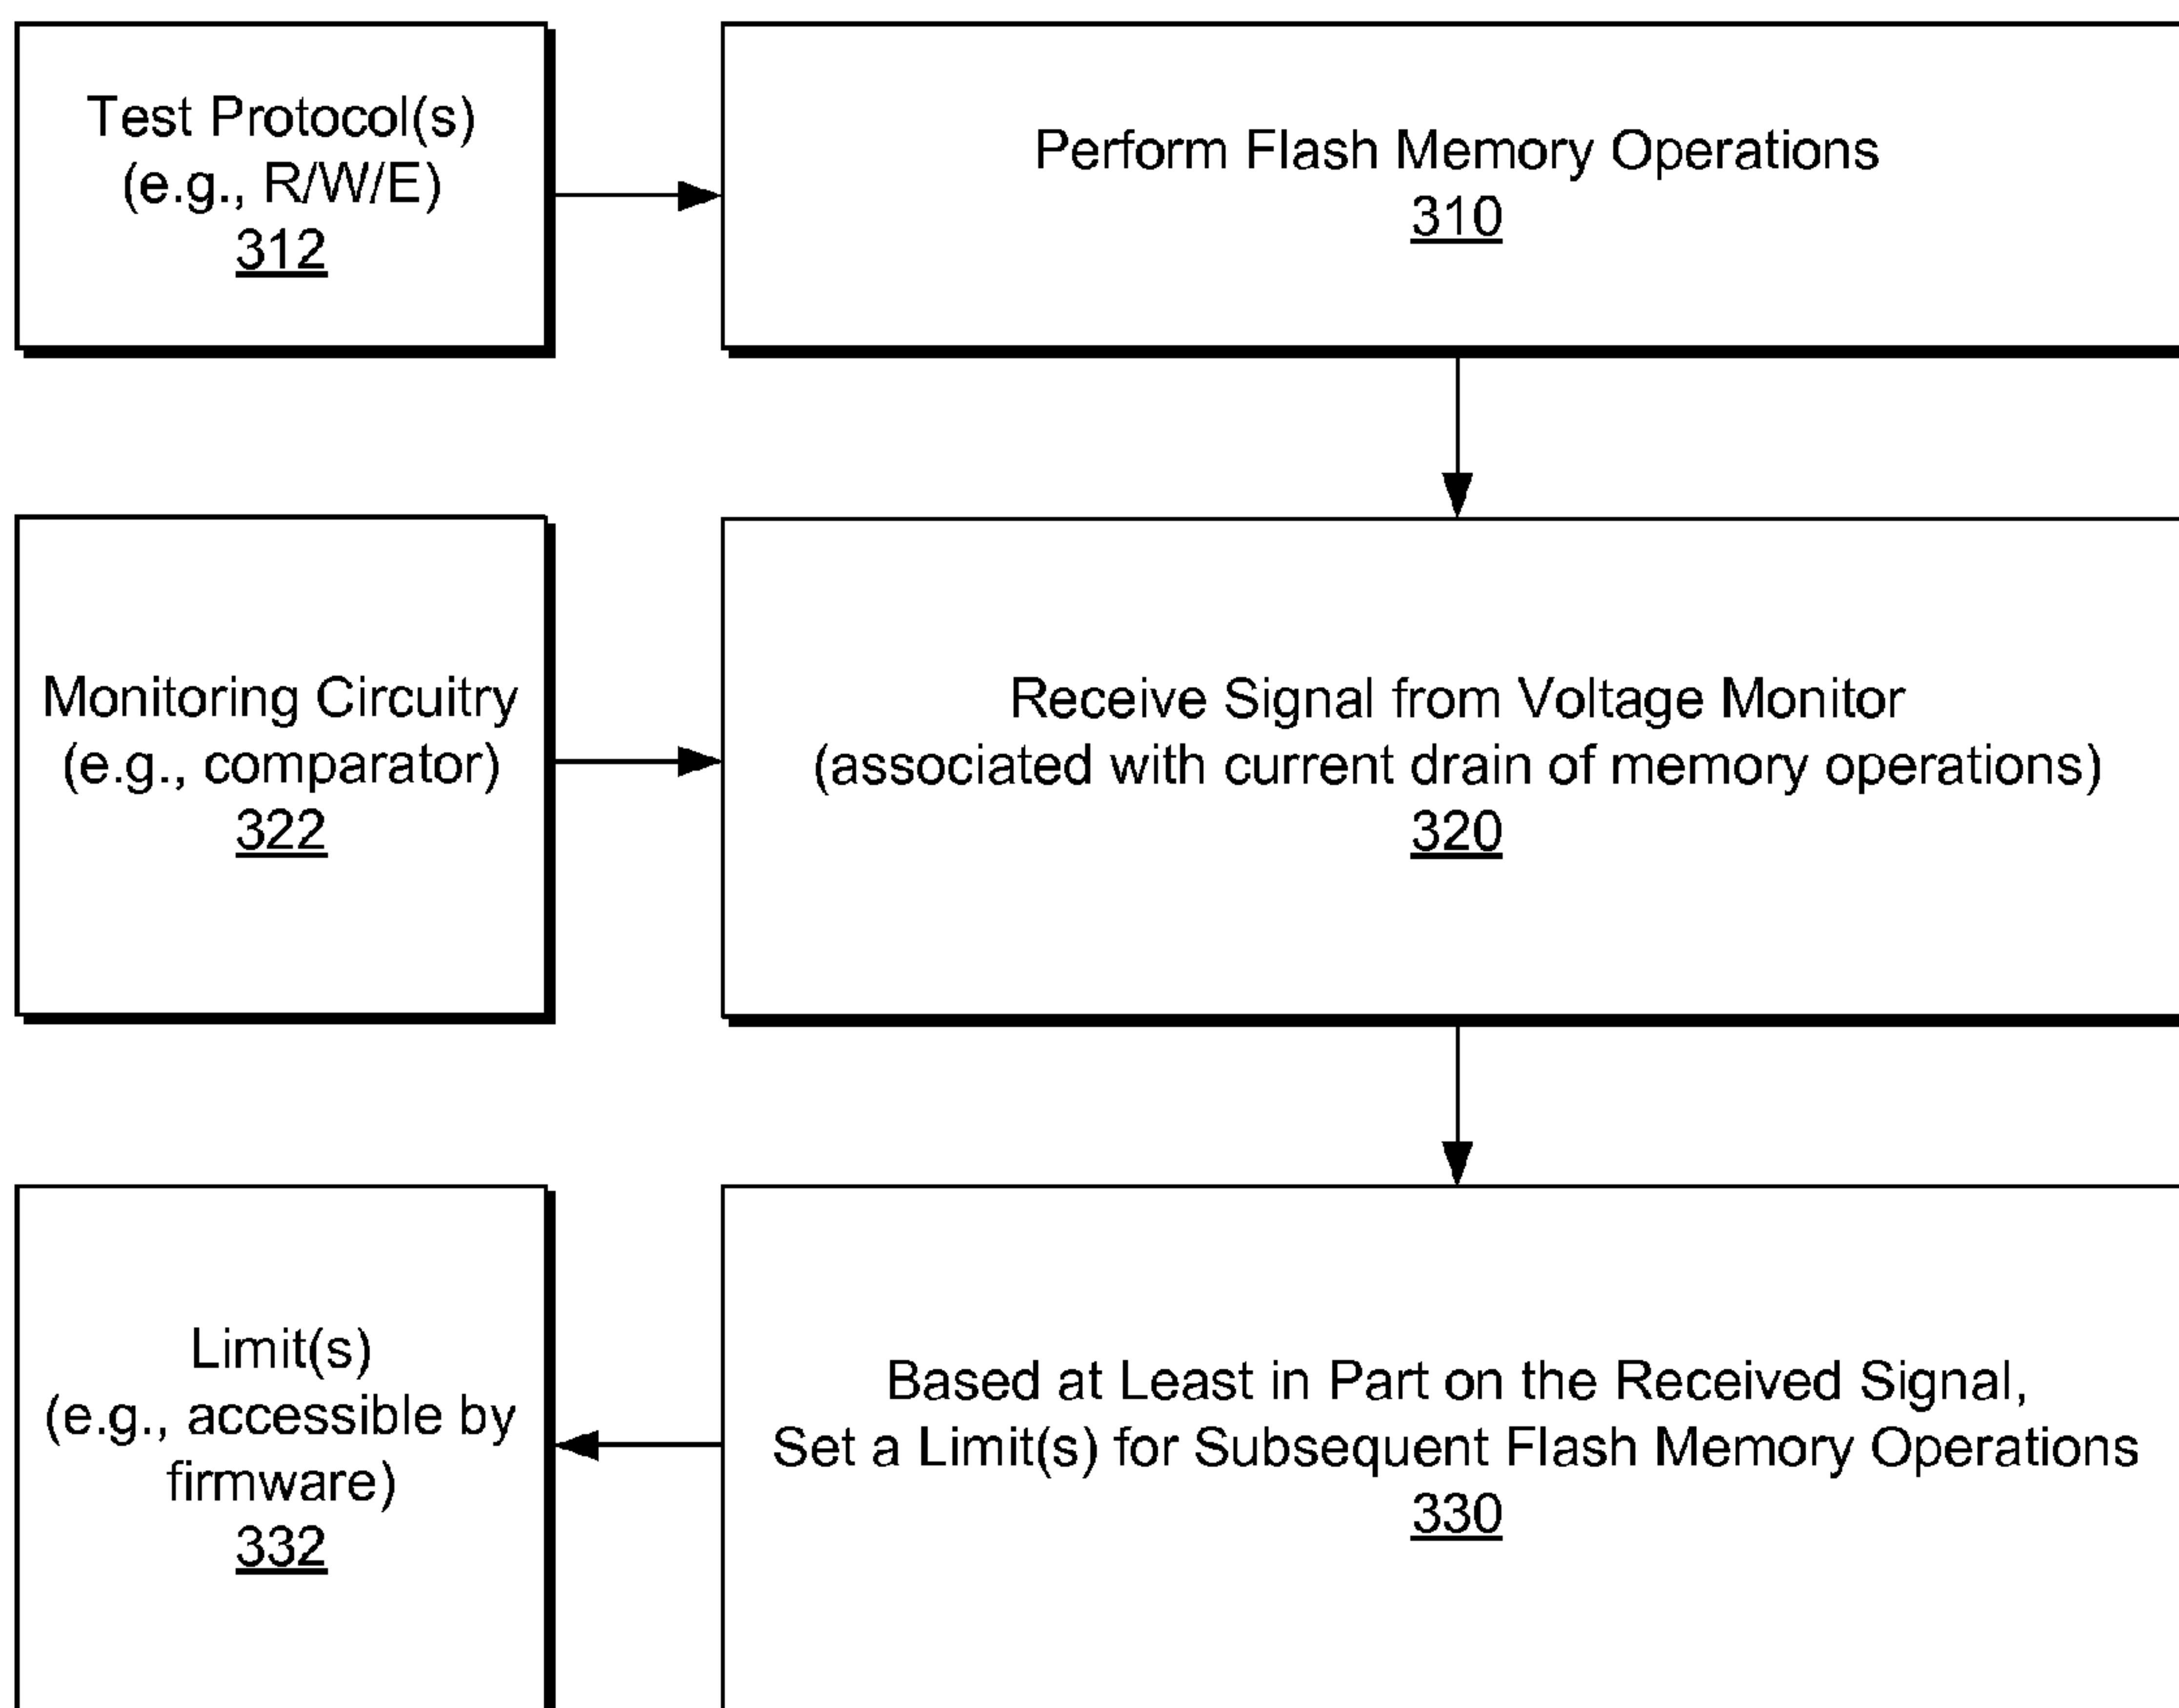 Test Protocol(s)
(e.g., R/W/E)
312
Perform Flash Memory Operations
310
Monitoring Circuitry
(e.g., comparator)
322
Receive Signal from Voltage Monitor
(associated with current drain of memory operations)
320
Limit(s)
(e.g., accessible by
firmware)
332
Based at Least in Part on the Received Signal,
Set a Limit(s) for Subsequent Flash Memory Operations
330